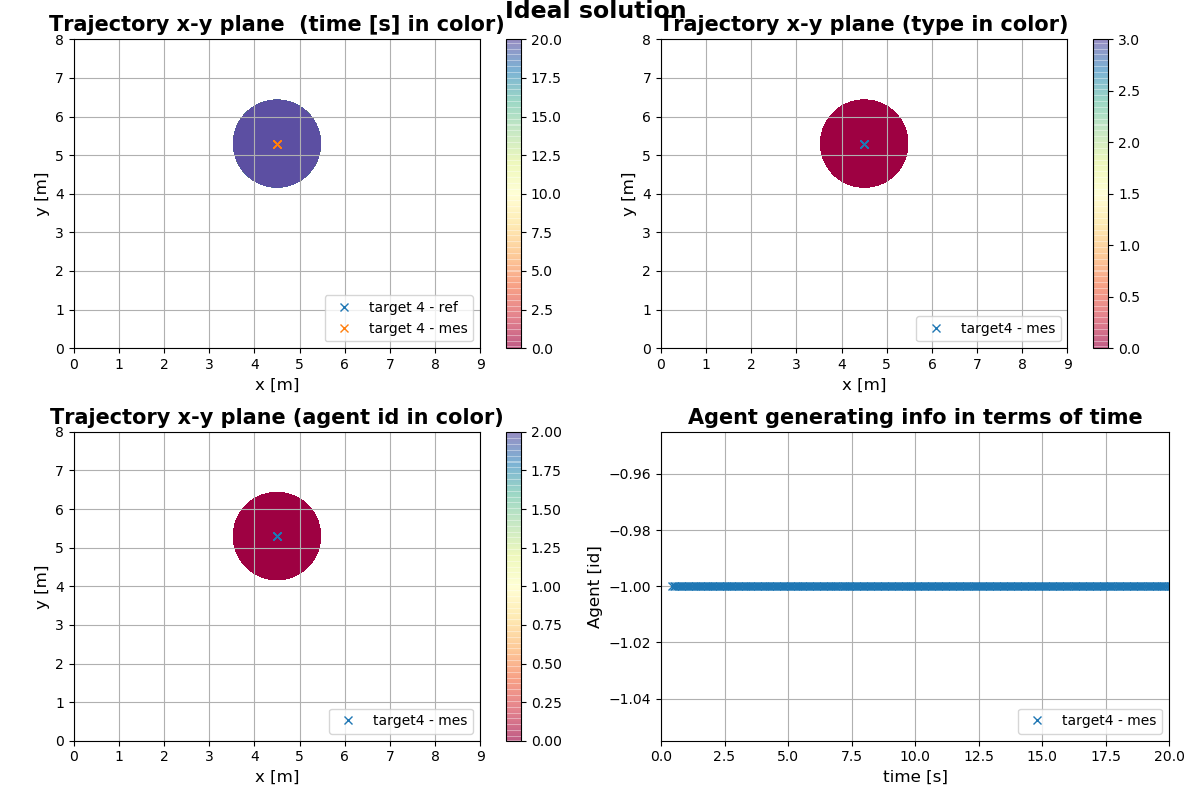 Ideal solution
Trajectory x-y plane  (time [s] in color)
8
7
6
5
4
3
2
1
0
y [m]
0 1 2 3 4 5 6 7 8 9
x [m]
target 4 - ref
target 4 - mes
20.0
17.5
15.0
12.5
10.0
7.5
5.0
2.5
0.0
Trajectory x-y plane (type in color)
8
7
6
5
4
3
2
1
0
y [m]
0 1 2 3 4 5 6 7 8 9
x [m]
target4 - mes
3.0
2.5
2.0
1.5
1.0
0.5
0.0
Trajectory x-y plane (agent id in color)
8
7
6
5
4
3
2
1
0
y [m]
0 1 2 3 4 5 6 7 8 9
x [m]
target4 - mes
2.00
1.75
1.50
1.25
1.00
0.75
0.50
0.25
0.00
Agent generating info in terms of time
−0.96
−0.98
−1.00
−1.02
−1.04
Agent [id]
0.0 2.5 5.0 7.5 10.0 12.5 15.0 17.5 20.0
time [s]
target4 - mes